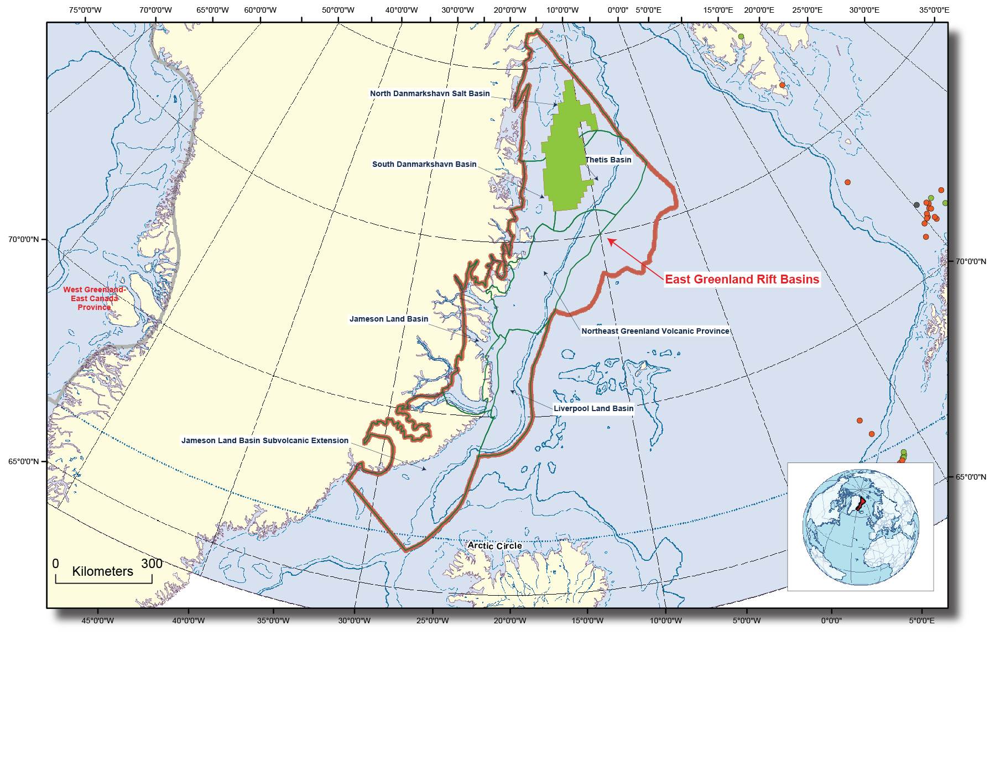 75°0'0"W 70°0'0"W 65°0'0"W 60°0'0"W 50°0'0"W 40°0'0"W 30°0'0"W 20°0'0"W 10°0'0"W 0°0'0" 5°0'0"E 15°0'0"E 20°0'0"E 25°0'0"E 30°0'0"E 35°0'0"E
North Danmarkshavn Salt Basin
Thetis Basin
South Danmarkshavn Basin
70°0'0"N
70°0'0"N
East Greenland Rift Basins
West Greenland-
East Canada
Province
Jameson Land Basin
Northeast Greenland Volcanic Province
Liverpool Land Basin
Jameson Land Basin Subvolcanic Extension
65°0'0"N
65°0'0"N
Arctic Circle
0 300
Kilometers
45°0'0"W 40°0'0"W 35°0'0"W 30°0'0"W 25°0'0"W 20°0'0"W 15°0'0"W 10°0'0"W 5°0'0"W 0°0'0" 5°0'0"E